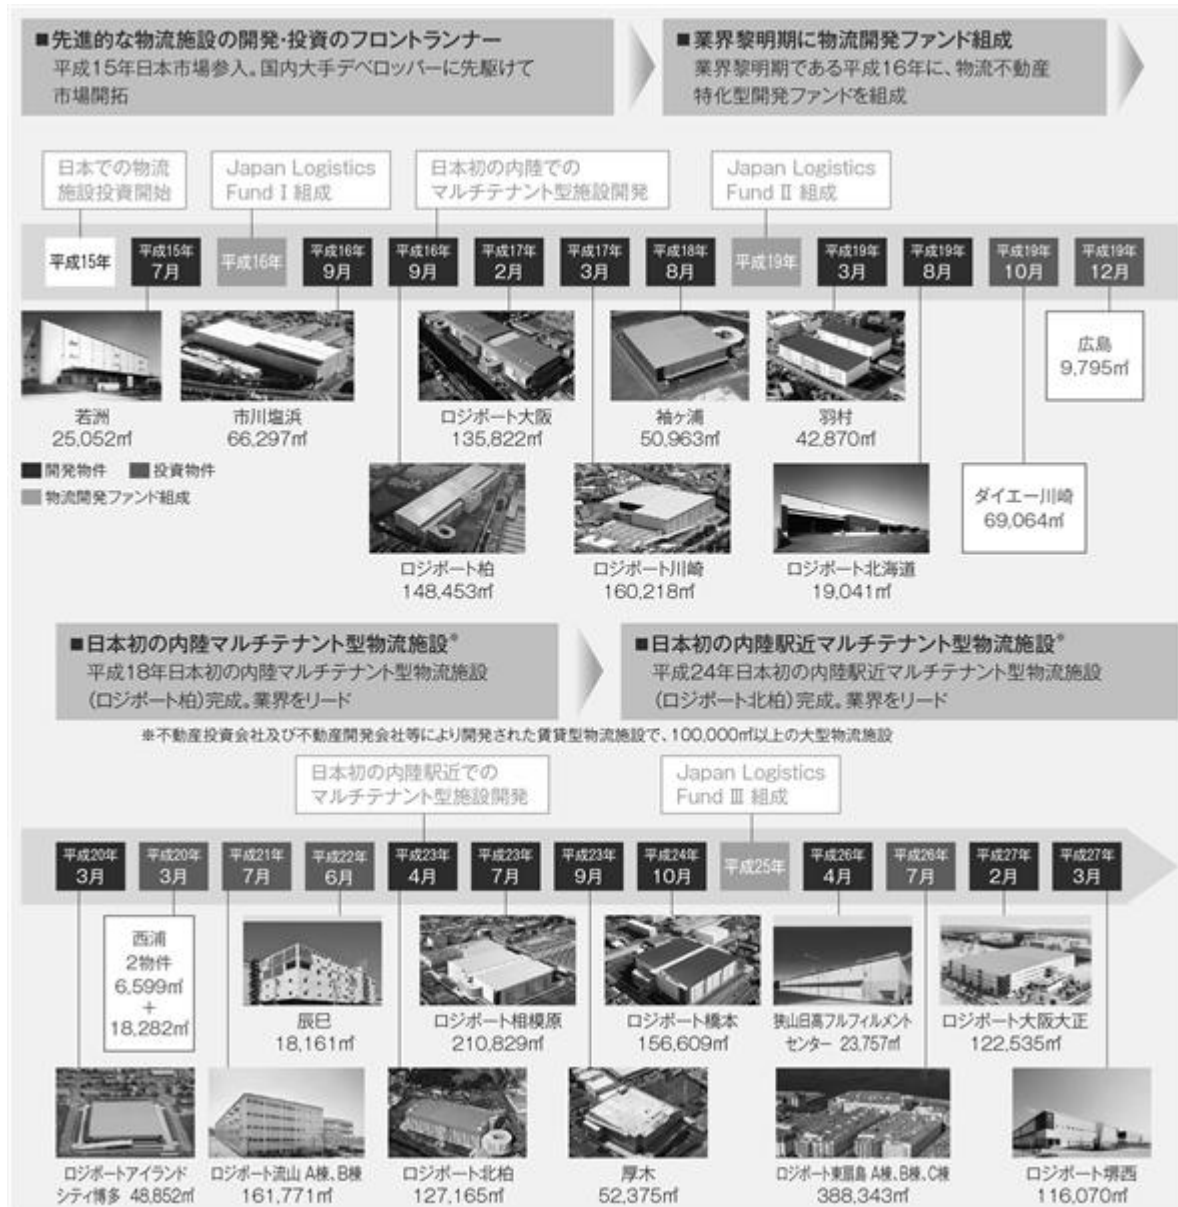 ■先進的な物流施設の開発・投資のフロントランナー
平成15年日本市場参入。国内大手デベロッパーに先駆けて
市場開拓
■業界黎明期に物流開発ファンド組成
業界黎明期である平成16年に、物流不動産
特化型開発ファンドを組成
日本での物流
施設投資開始
Japan Logistics
Fund Ⅰ 組成
日本初の内陸での
マルチテナント型施設開発
Japan Logistics
Fund Ⅱ 組成
平成15年
平成15年
7月
平成16年
平成16年
9月
平成16年
9月
平成17年
2月
平成17年
3月
平成18年
8月
平成19年
平成19年
3月
平成19年
8月
平成19年
10月
平成19年
12月
若洲
25,052㎡
市川塩浜
66,297㎡
ロジポート大阪
135,822㎡
袖ヶ浦
50,963㎡
羽村
42,870㎡
広島
9,795㎡
■開発物件 ■投資物件
■物流開発ファンド組成
ロジポート柏
148,453㎡
ロジポート川崎
160,218㎡
ロジポート北海道
19,041㎡
ダイエー川崎
69,064㎡
■日本初の内陸マルチテナント型物流施設※
平成18年日本初の内陸マルチテナント型物流施設
(ロジポート柏)完成。業界をリード
■日本初の内陸駅近マルチテナント型物流施設※
平成24年日本初の内陸駅近マルチテナント型物流施設
(ロジポート北柏)完成。業界をリード
※不動産投資会社及び不動産開発会社等により開発された賃貸型物流施設で、100,000㎡以上の大型物流施設
日本初の内陸駅近での
マルチテナント型施設開発
Japan Logistics
Fund Ⅲ 組成
平成20年
3月
平成20年
3月
平成21年
7月
平成22年
6月
平成23年
4月
平成23年
7月
平成23年
9月
平成24年
10月
平成25年
平成26年
4月
平成26年
7月
平成27年
2月
平成27年
3月
西浦
2物件
6,599㎡
+
18,282㎡
辰巳
18,161㎡
ロジポート相模原
210,829㎡
ロジポート橋本
156,609㎡
狭山日高フルフィルメント
センター 23,757㎡
ロジポート大阪大正
122,535㎡
ロジポートアイランド
シティ博多 48,852㎡
ロジポート流山 A棟、B棟
161,771㎡
ロジポート北柏
127,165㎡
厚木
52,375㎡
ロジポート東扇島 A棟、B棟、C棟
388,343㎡
ロジポート堺西
116,070㎡